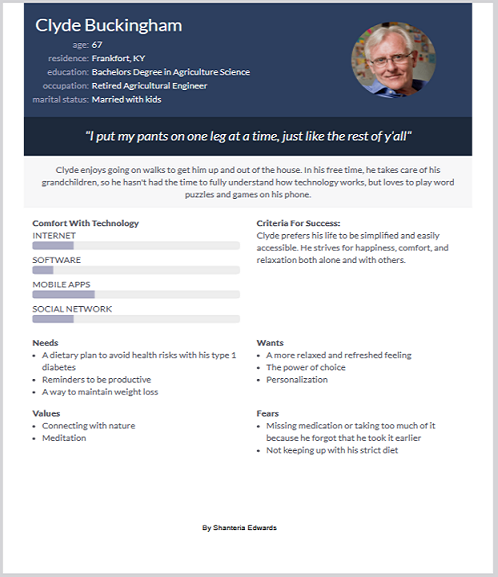 Clyde Buckingham
age: 67
residence: Frankfort, KY
education: Bachelors Degree in Agriculture Science
occupation: Retired Agricultural Engineer
marital status: Married with kids
"I put my pants on one leg at a time, just like the rest of y'all"
Clyde enjoys going on walks to get him up and out of the house. In his free time, he takes care of his
grandchildren, so he hasn't had the time to fully understand how technology works, but loves to play word
puzzles and games on his phone.
Comfort With Technology
INTERNET
SOFTWARE
MOBILE APPS
SOCIAL NETWORK
Criteria For Success:
Clyde prefers his life to be simplified and easily
accessible. He strives for happiness, comfort, and
relaxation both alone and with others.
Needs
• A dietary plan to avoid health risks with his type 1
diabetes
• Reminders to be productive
• A way to maintain weight loss
Wants
• A more relaxed and refreshed feeling
• The power of choice
• Personalization
Values
• Connecting with nature
• Meditation
Fears
• Missing medication or taking too much of it
because he forgot that he took it earlier
• Not keeping up with his strict diet
By Shanteria Edwards